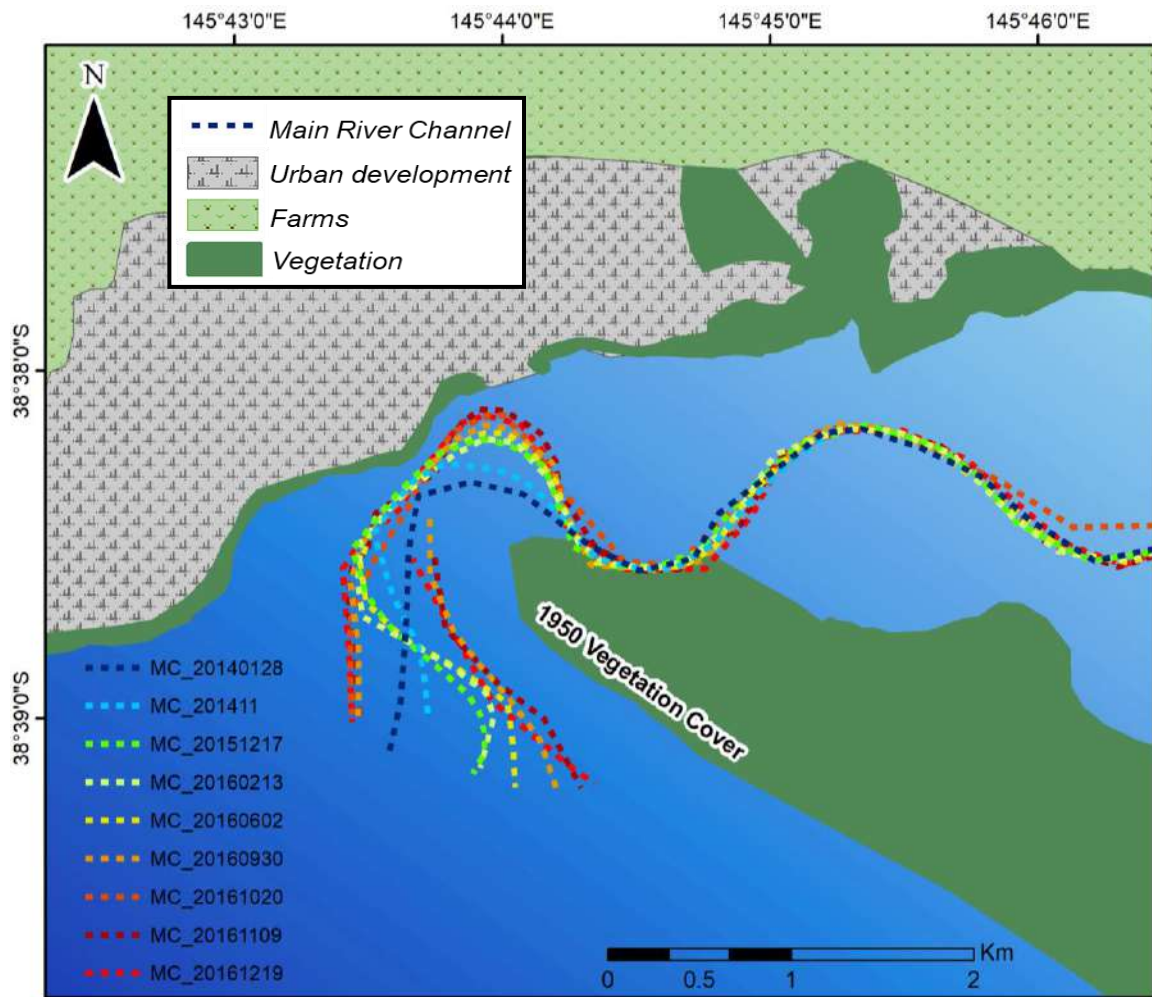 145°43'0"E
145°44'0"E
145°45'0"E
145°46'0"E
N
Main River Channel
Urban development
Farms
Vegetation
38°38'0"S
38°39'0"S
1950 Vegetation Cover
MC_20140128
MC_201411
MC_20151217
MC_20160213
MC_20160602
MC_20160930
MC_20161020
MC_20161109
MC_20161219
Km
0 0.5 1 2